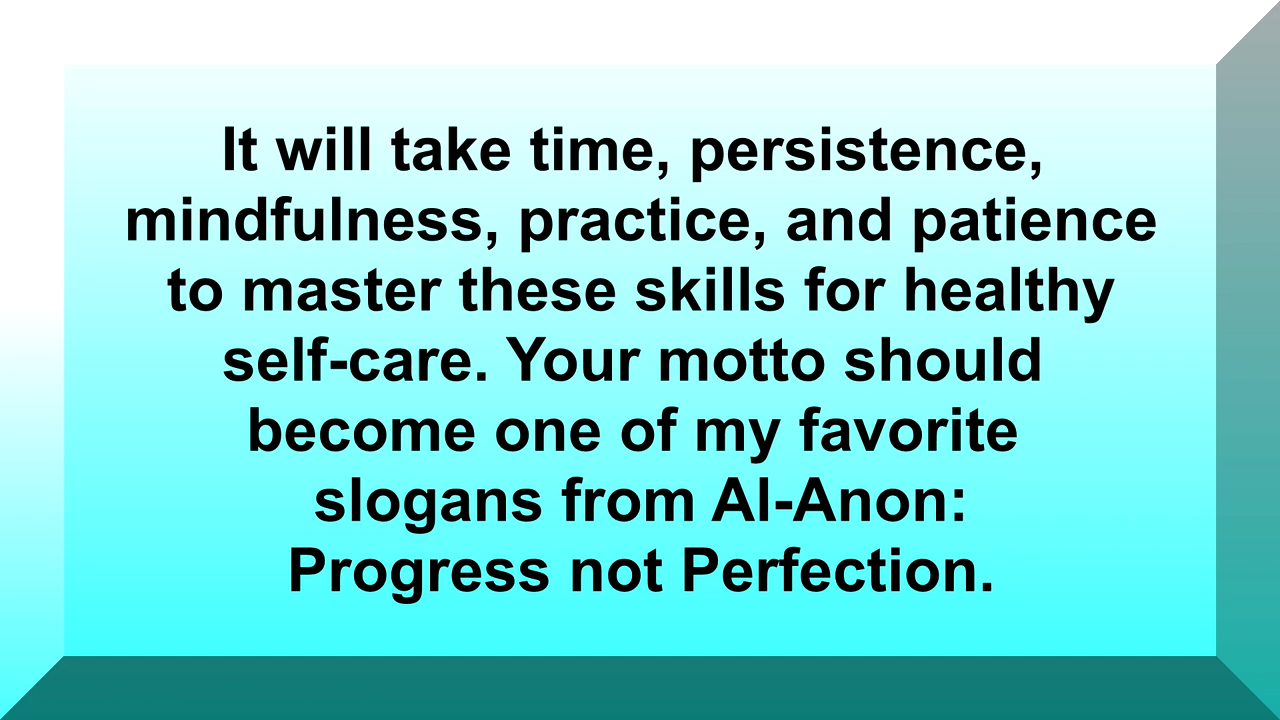 It will take time, persistence,
mindfulness, practice, and patience
to master these skills for healthy
self-care. Your motto should
become one of my favorite
slogans from Al-Anon:
Progress not Perfection.